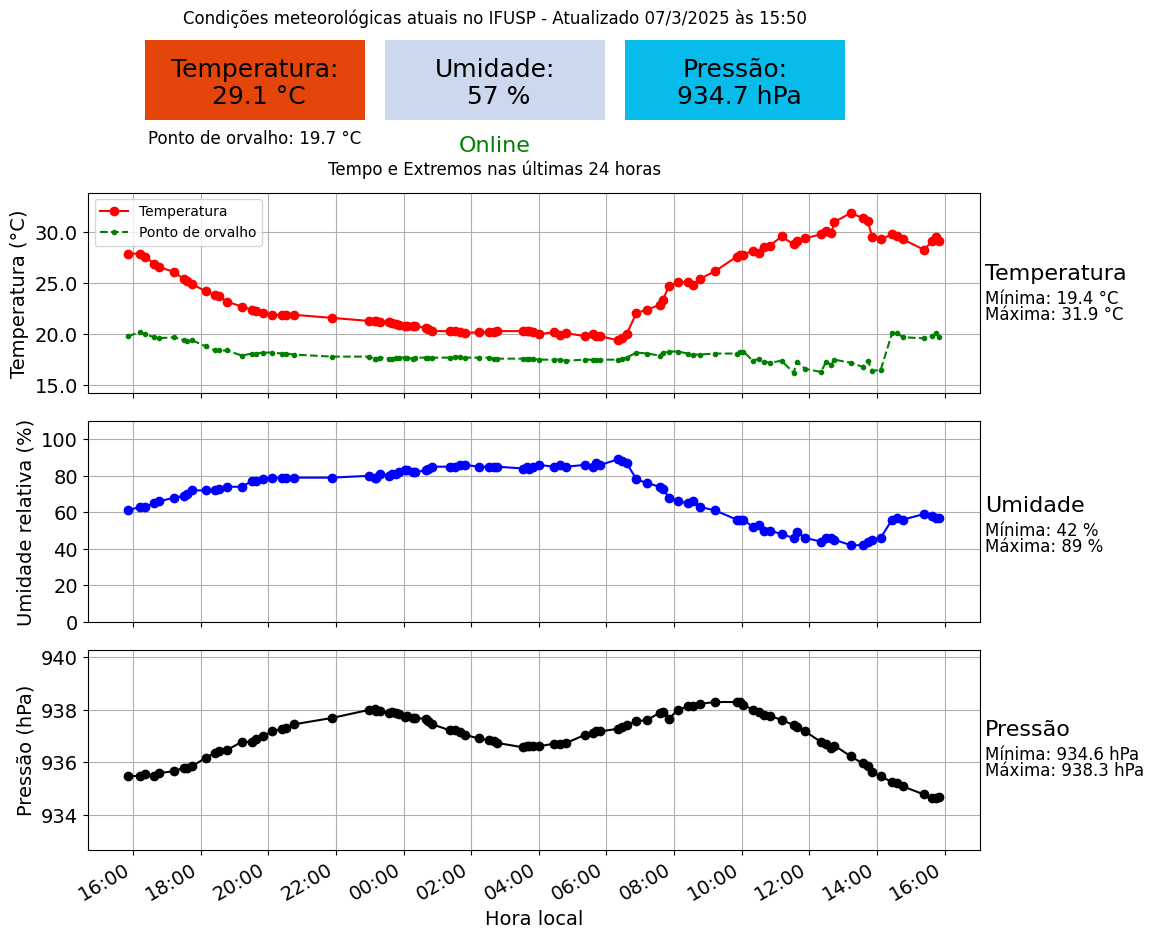 Condições meteorológicas atuais no IFUSP - Atualizado 07/3/2025 às 15:50
Temperatura:
29.1 °C
Umidade:
57 %
Pressão:
934.7 hPa
Ponto de orvalho: 19.7 °C
Online
Tempo e Extremos nas últimas 24 horas
Temperatura (°C)
30.0
25.0
20.0
15.0
Temperatura
Ponto de orvalho
Temperatura
Mínima: 19.4 °C
Máxima: 31.9 °C
Umidade relativa (%)
100
80
60
40
20
0
Umidade
Mínima: 42 %
Máxima: 89 %
Pressão (hPa)
940
938
936
934
Pressão
Mínima: 934.6 hPa
Máxima: 938.3 hPa
16:00 18:00 20:00 22:00 00:00 02:00 04:00 06:00 08:00 10:00 12:00 14:00 16:00
Hora local